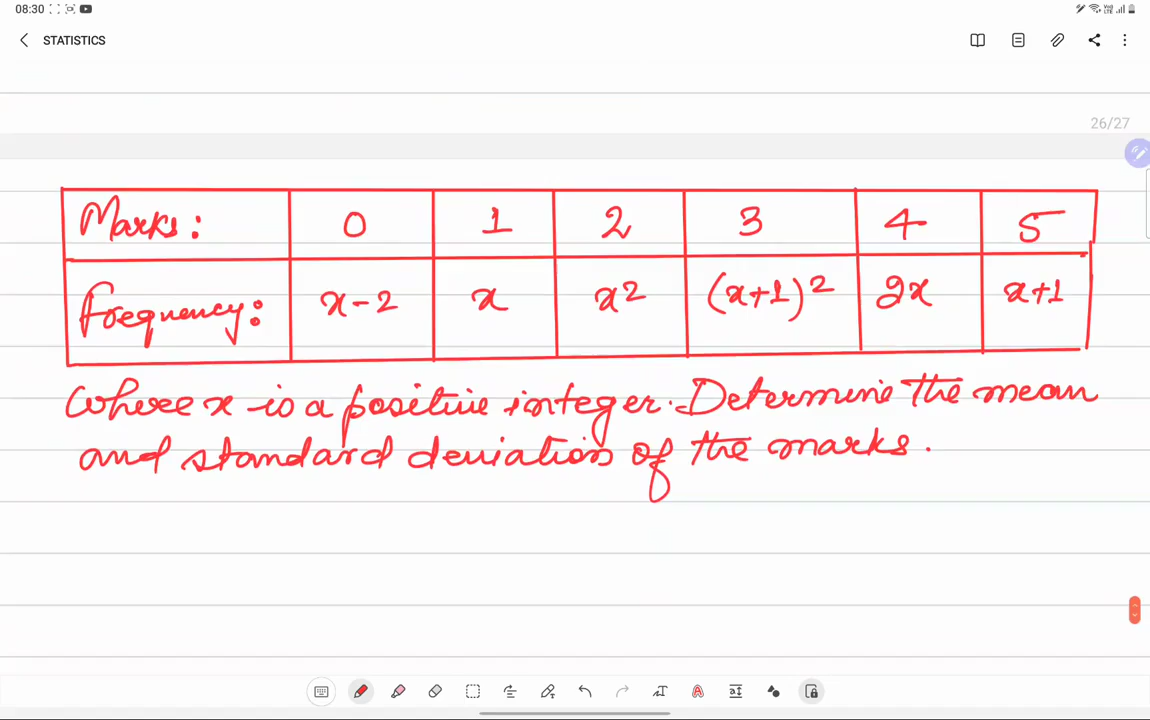 08:30
STATISTICS
26/27
Marks: 0 1 2 3 4 5
Frequency: x-2 x x² (x+1)² 2x x+1
Where x is a positive integer. Determine the mean
and standard deviation of the marks.